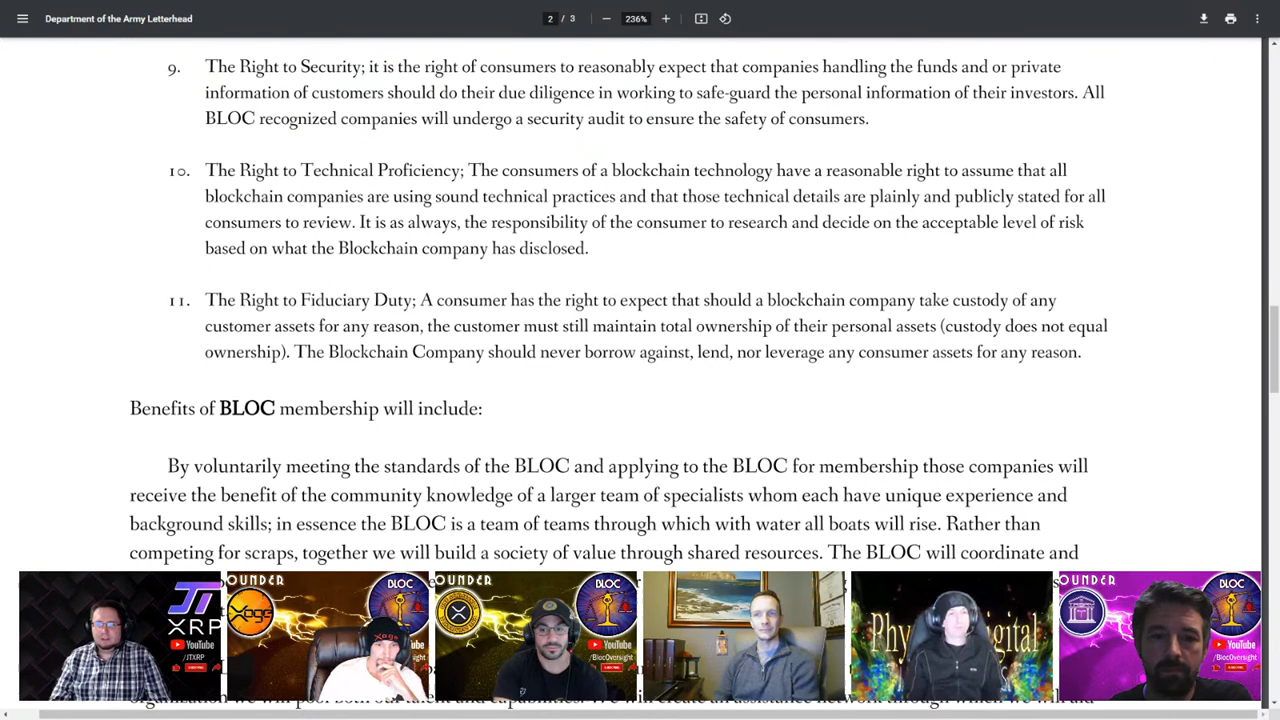 Department of the Army Letterhead
2 / 3
236%
9. The Right to Security; it is the right of consumers to reasonably expect that companies handling the funds and or private
information of customers should do their due diligence in working to safe-guard the personal information of their investors. All
BLOC recognized companies will undergo a security audit to ensure the safety of consumers.
10. The Right to Technical Proficiency; The consumers of a blockchain technology have a reasonable right to assume that all
blockchain companies are using sound technical practices and that those technical details are plainly and publicly stated for all
consumers to review. It is as always, the responsibility of the consumer to research and decide on the acceptable level of risk
based on what the Blockchain company has disclosed.
11. The Right to Fiduciary Duty; A consumer has the right to expect that should a blockchain company take custody of any
customer assets for any reason, the customer must still maintain total ownership of their personal assets (custody does not equal
ownership). The Blockchain Company should never borrow against, lend, nor leverage any consumer assets for any reason.
Benefits of BLOC membership will include:
By voluntarily meeting the standards of the BLOC and applying to the BLOC for membership those companies will
receive the benefit of the community knowledge of a larger team of specialists whom each have unique experience and
background skills; in essence the BLOC is a team of teams through which with water all boats will rise. Rather than
competing for scraps, together we will build a society of value through shared resources. The BLOC will coordinate and
JT
XRP
YouTube
/JTXRP
OUNDER
BLOC
Xogs
YouTube
OUNDER
BLOC
YouTube
/BlocOversight
Phy
gital
OUNDER
BLOC
YouTube
/BlocOversight